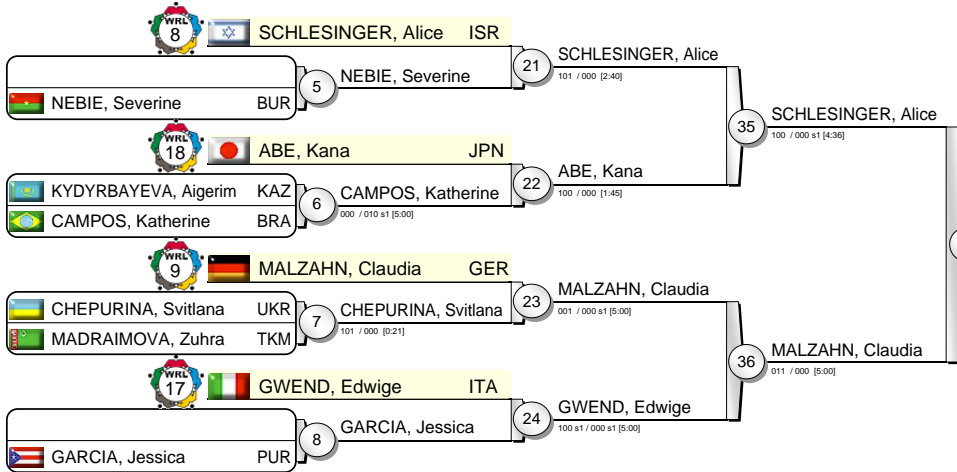 WRL 8 SCHLESINGER, Alice ISR
21 SCHLESINGER, Alice
101 / 000 [2:40]
5 NEBIE, Severine
NEBIE, Severine BUR
35 SCHLESINGER, Alice
100 / 000 s1 [4:36]
WRL 18 ABE, Kana JPN
22 ABE, Kana
100 / 000 [1:45]
KYDYRBAYEVA, Aigerim KAZ
6 CAMPOS, Katherine
000 / 010 s1 [5:00]
CAMPOS, Katherine BRA
WRL 9 MALZAHN, Claudia GER
23 MALZAHN, Claudia
001 / 000 s1 [5:00]
CHEPURINA, Svitlana UKR
7 CHEPURINA, Svitlana
101 / 000 [0:21]
MADRAIMOVA, Zuhra TKM
36 MALZAHN, Claudia
011 / 000 [5:00]
WRL 17 GWEND, Edwige ITA
24 GWEND, Edwige
100 s1 / 000 s1 [5:00]
8 GARCIA, Jessica
GARCIA, Jessica PUR